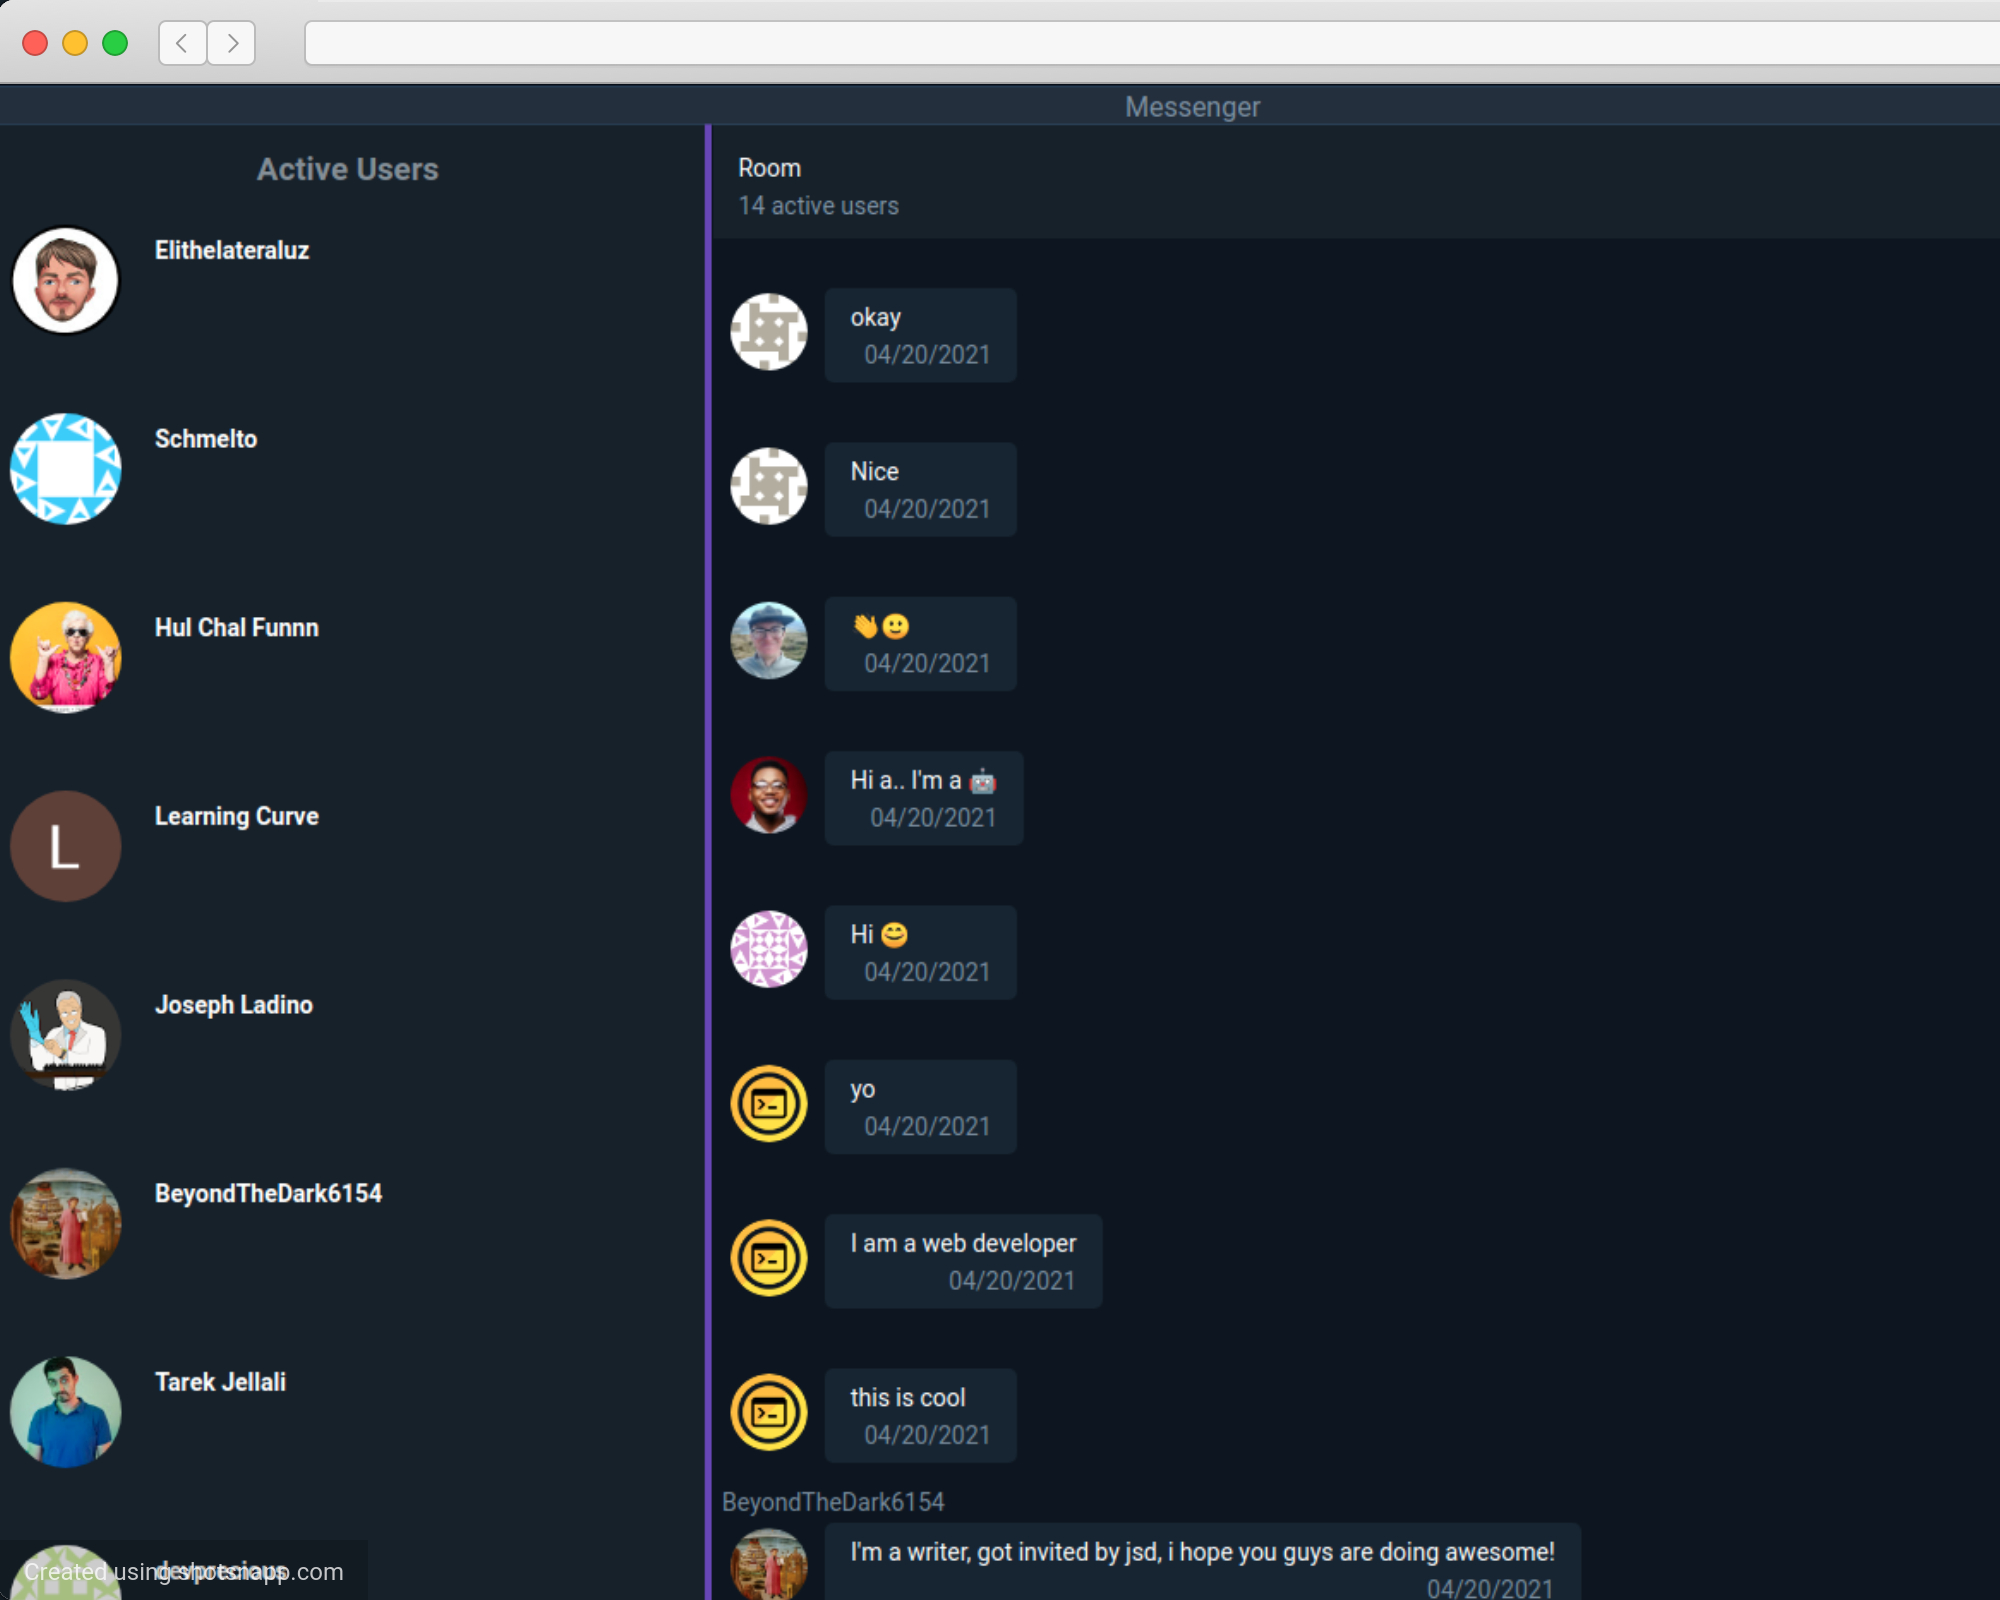 Messenger
Active Users
Elithelateraluz
Schmelto
Hul Chal Funnn
L
Learning Curve
Joseph Ladino
BeyondTheDark6154
Tarek Jellali
Created using shotsnapp.com
Room
14 active users
okay
04/20/2021
Nice
04/20/2021
👋🙂
04/20/2021
Hi a.. I'm a 🤖
04/20/2021
Hi 😊
04/20/2021
yo
04/20/2021
I am a web developer
04/20/2021
this is cool
04/20/2021
BeyondTheDark6154
I'm a writer, got invited by jsd, i hope you guys are doing awesome!
04/20/2021